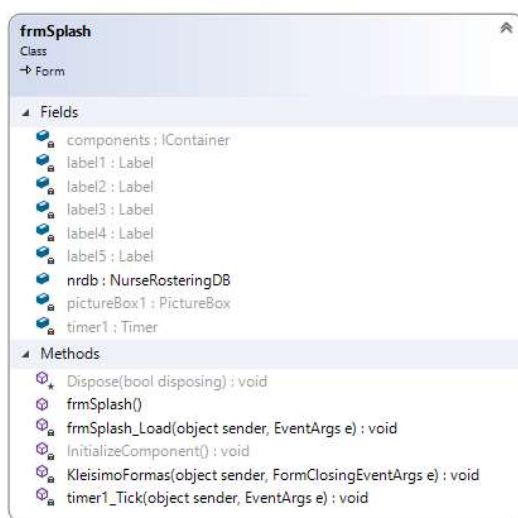 frmSplash
Class
Form
Fields
components : IContainer
label1 : Label
label2 : Label
label3 : Label
label4 : Label
label5 : Label
nrdb : NurseRosteringDB
pictureBox1 : PictureBox
timer1 : Timer
Methods
Dispose(bool disposing) : void
frmSplash()
frmSplash_Load(object sender, EventArgs e) : void
InitializeComponent() : void
KleisimoFormas(object sender, FormClosingEventArgs e) : void
timer1_Tick(object sender, EventArgs e) : void